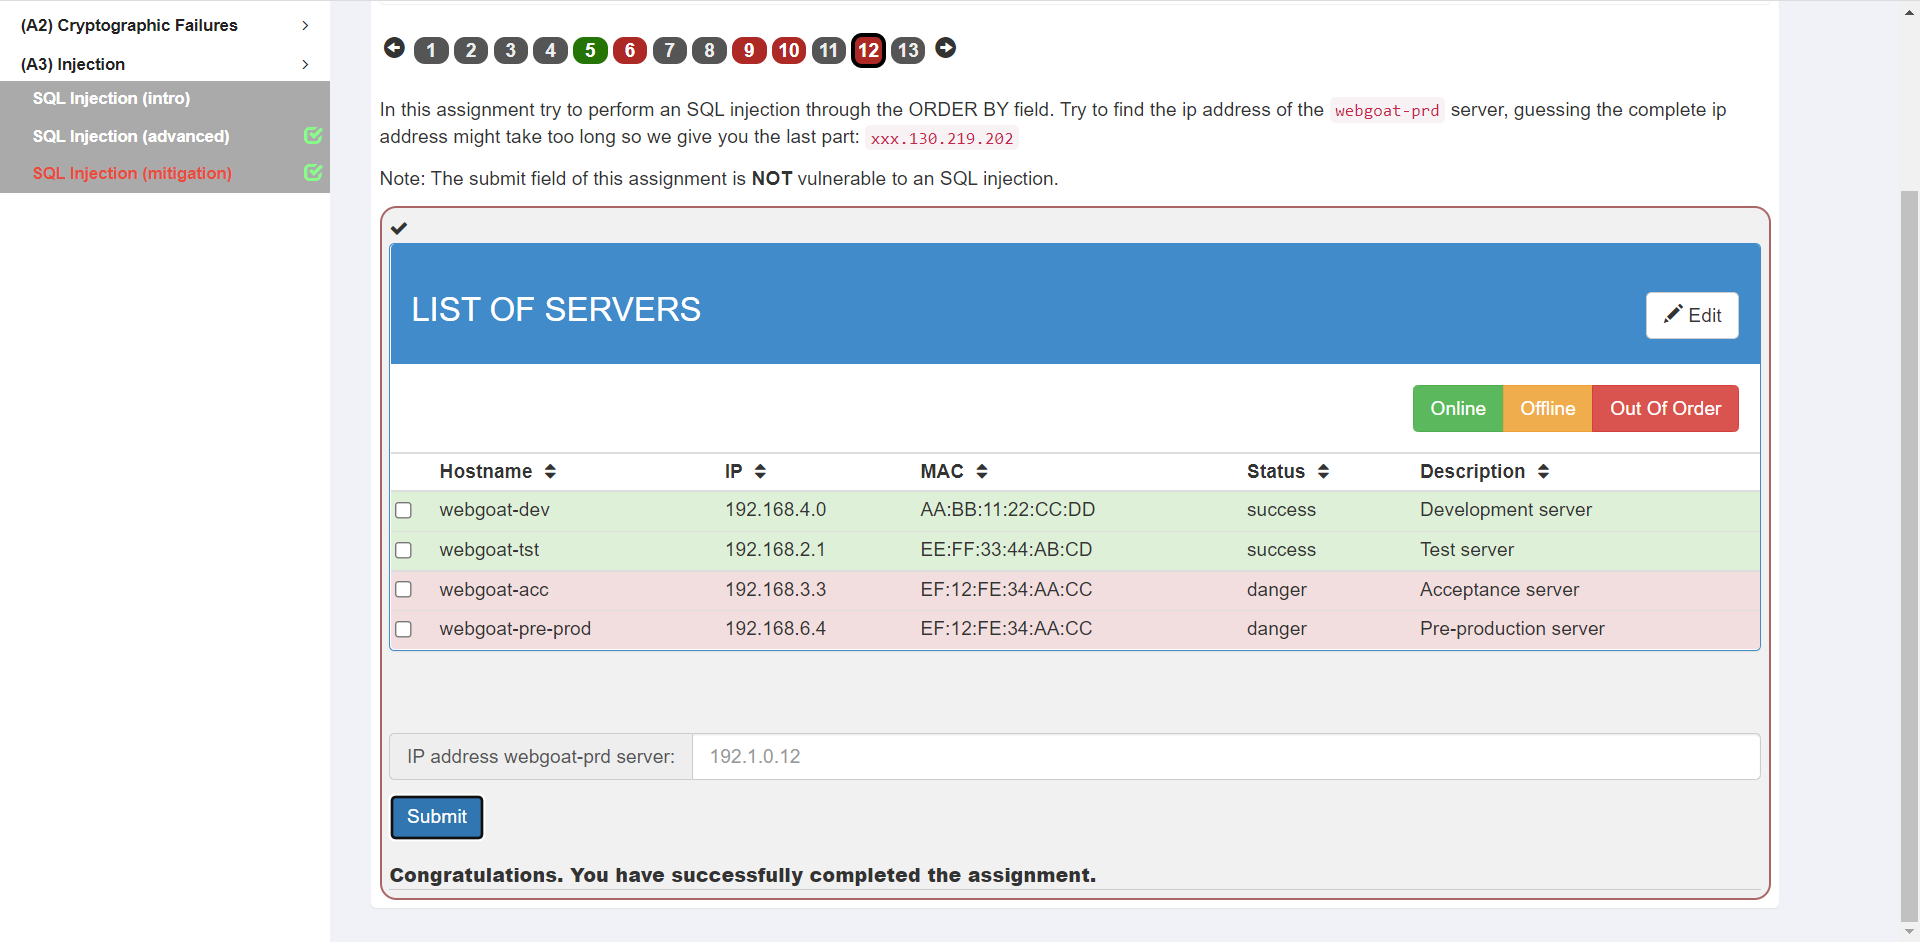 (A2) Cryptographic Failures
(A3) Injection
SQL Injection (intro)
SQL Injection (advanced)
SQL Injection (mitigation)
1 2 3 4 5 6 7 8 9 10 11 12 13
In this assignment try to perform an SQL injection through the ORDER BY field. Try to find the ip address of the webgoat-prd server, guessing the complete ip
address might take too long so we give you the last part: xxx.130.219.202
Note: The submit field of this assignment is NOT vulnerable to an SQL injection.
LIST OF SERVERS
Edit
Online Offline Out Of Order
Hostname IP MAC Status Description
webgoat-dev 192.168.4.0 AA:BB:11:22:CC:DD success Development server
webgoat-tst 192.168.2.1 EE:FF:33:44:AB:CD success Test server
webgoat-acc 192.168.3.3 EF:12:FE:34:AA:CC danger Acceptance server
webgoat-pre-prod 192.168.6.4 EF:12:FE:34:AA:CC danger Pre-production server
IP address webgoat-prd server: 192.1.0.12
Submit
Congratulations. You have successfully completed the assignment.